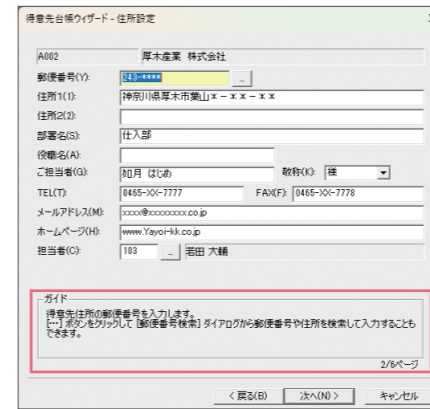 得意先台帳ウィザード - 住所設定
A002 厚木産業 株式会社
郵便番号(Y): 243-**** ...
住所1(1): 神奈川県厚木市葉山x-xx-xx
住所2(2):
部署名(S): 仕入部
役職名(A):
ご担当者(G): 如月 はじめ 敬称(K): 様
TEL(T): 0465-XX-7777 FAX(F): 0465-XX-7778
メールアドレス(M): xxxx@xxxxxxxx.co.jp
ホームページ(H): www.Yayoi-kk.co.jp
担当者(C): 103 ... 若田 大輔
ガイド
得意先住所の郵便番号を入力します。
[…] ボタンをクリックして [郵便番号検索] ダイアログから郵便番号や住所を検索して入力することも
できます。
2/6ページ
< 戻る(B) 次へ(N) > キャンセル